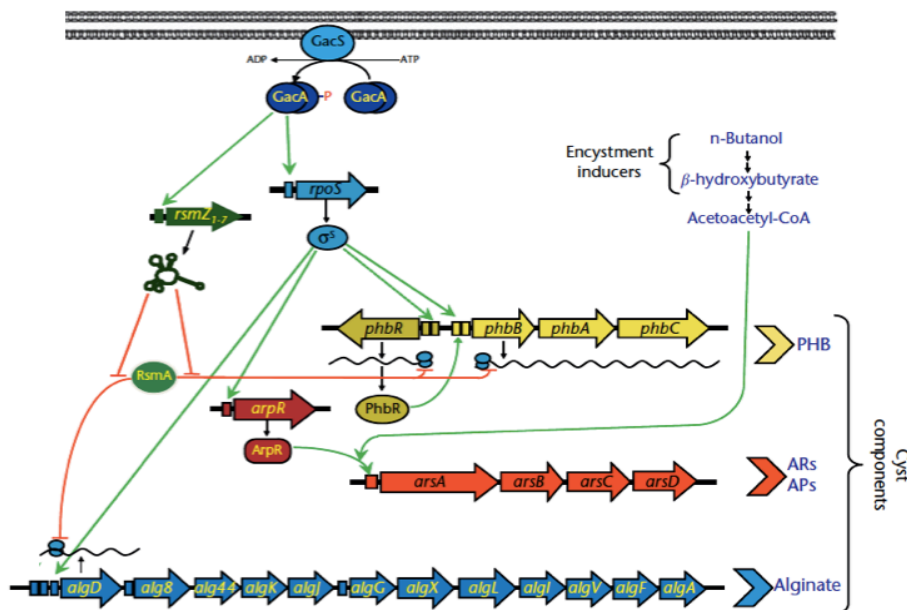 GacS
ADP
ATP
GacA
P
GacA
n-Butanol
Encystment
inducers
β-hydroxybutyrate
Acetoacetyl-CoA
rpoS
rsmZ1-7
σS
phbR
phbB
phbA
phbC
PHB
RsmA
PhbR
arpR
ArpR
arsA
arsB
arsC
arsD
ARs
APs
Cyst
components
algD
alg8
alg44
algK
algJ
algG
algX
algL
algI
algV
algF
algA
Alginate